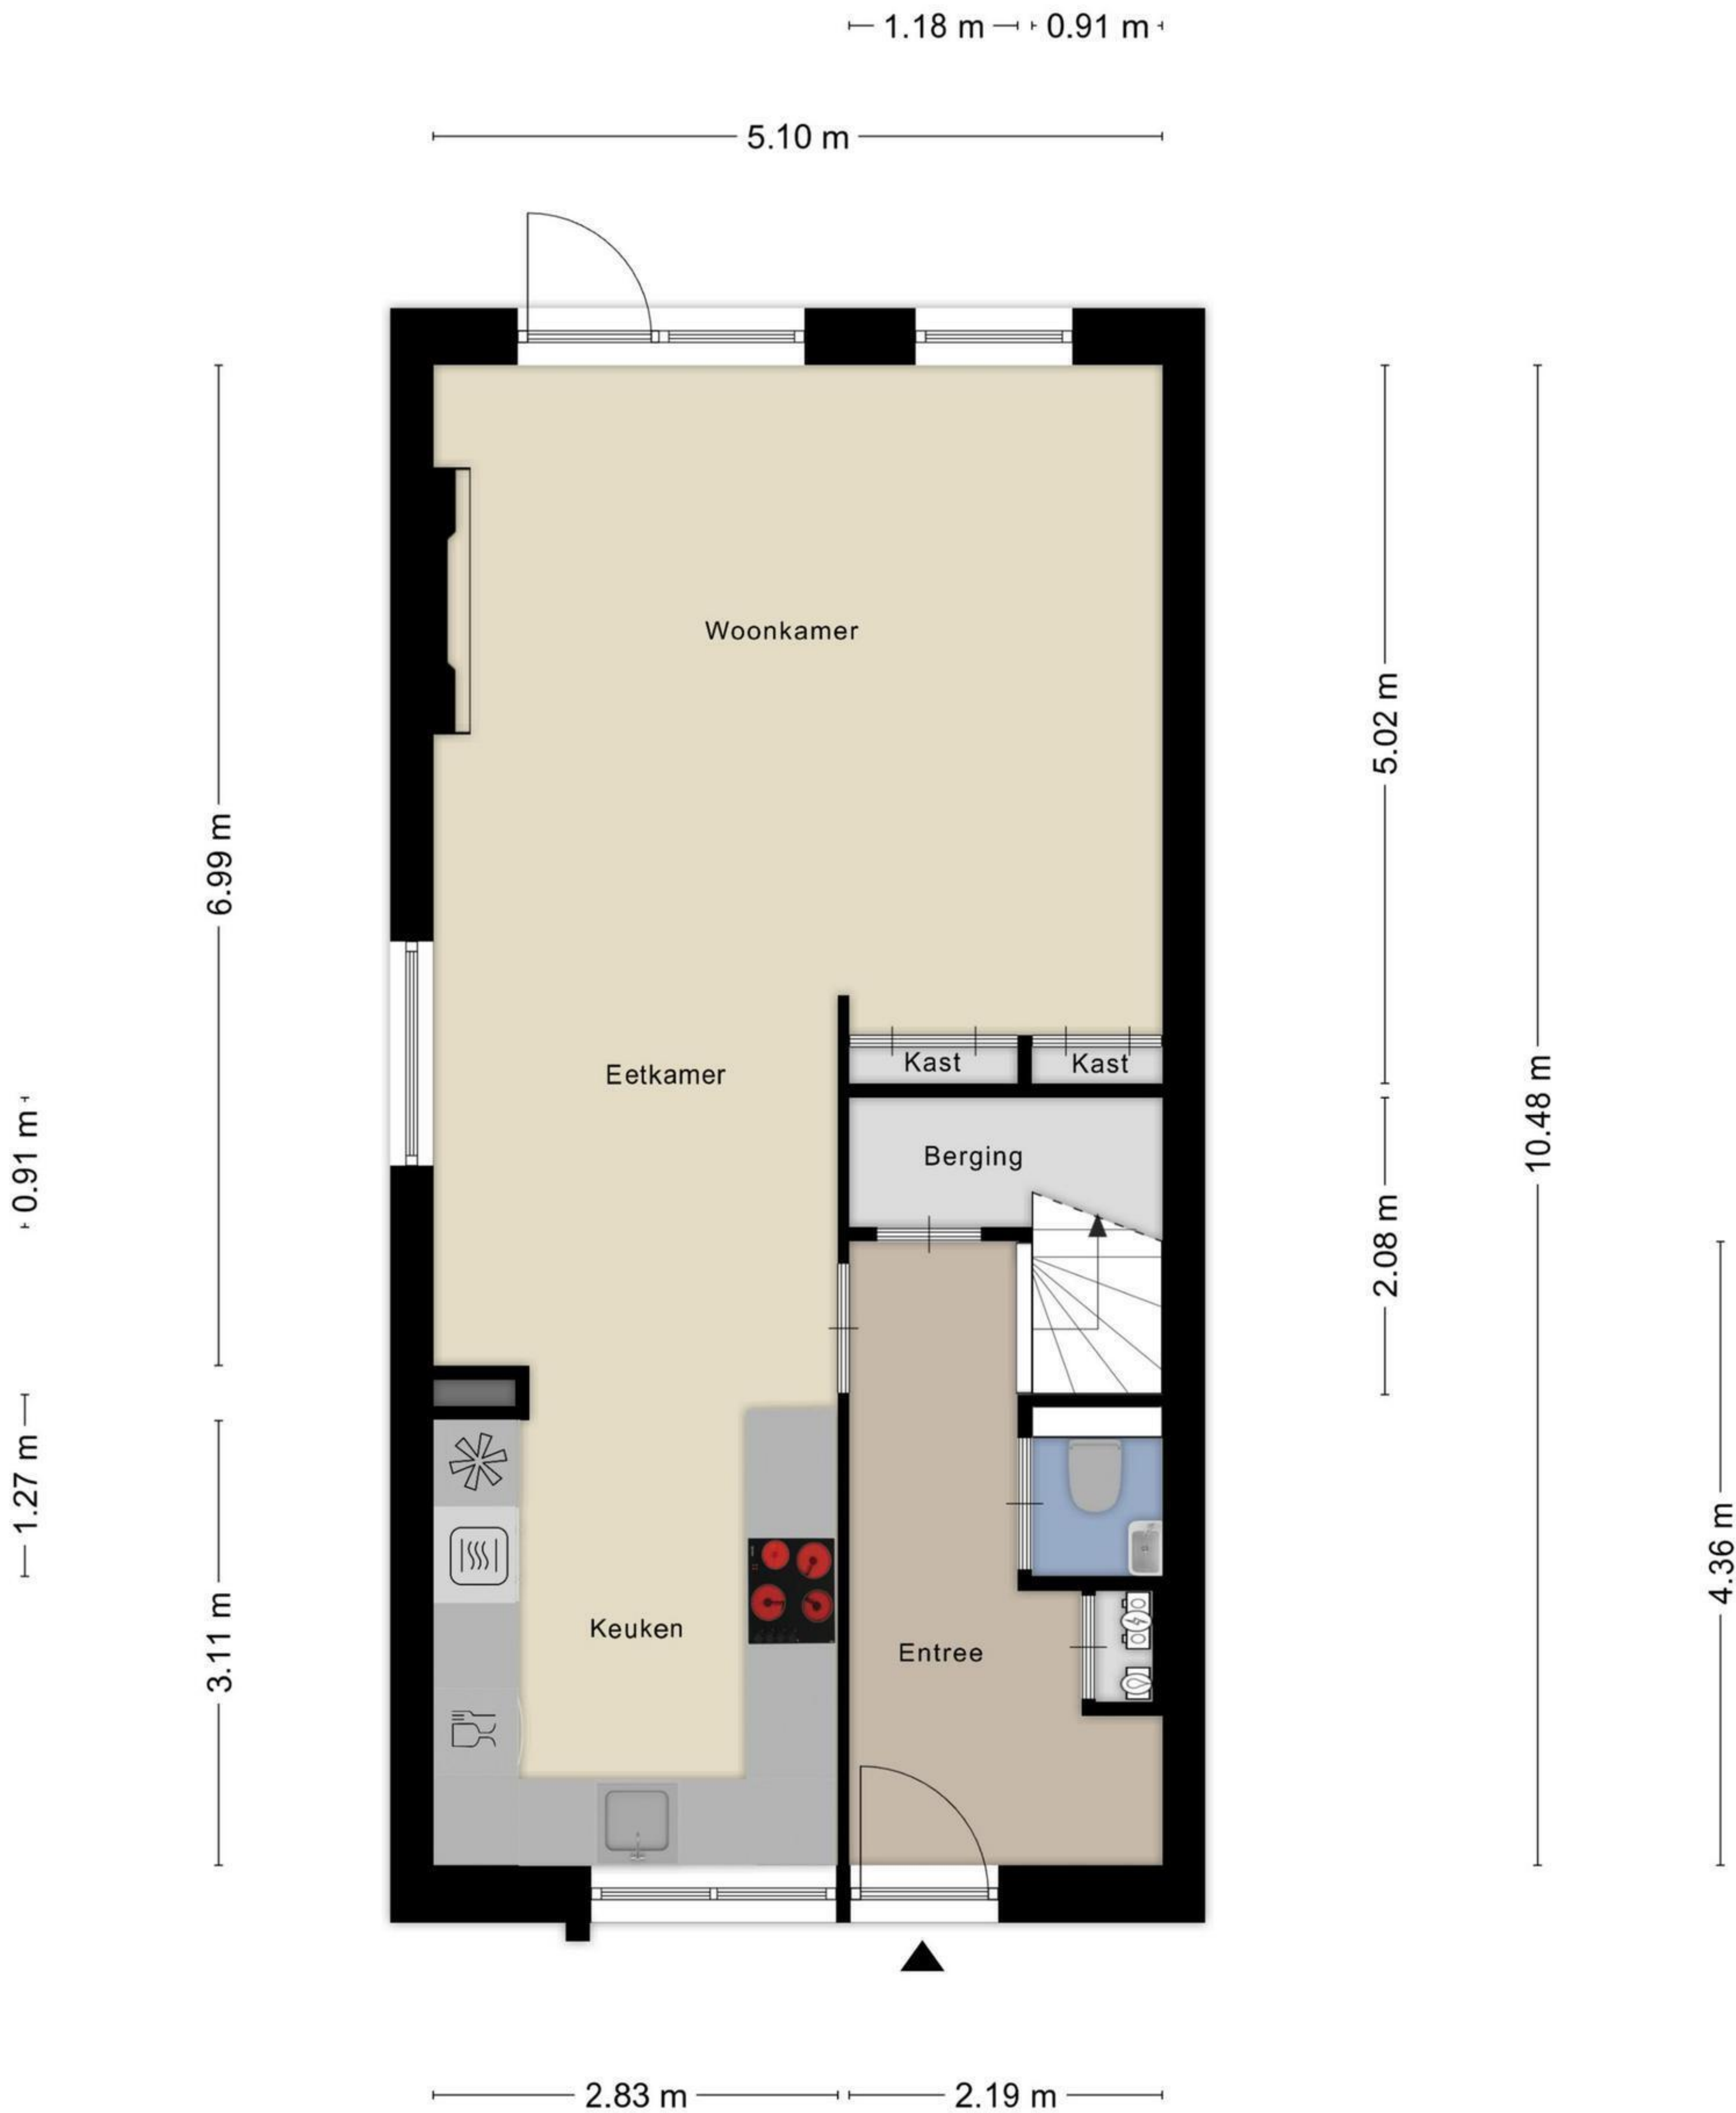 1.18 m
0.91 m
5.10 m
Woonkamer
6.99 m
5.02 m
Kast
Kast
Eetkamer
10.48 m
0.91 m
Berging
2.08 m
1.27 m
3.11 m
4.36 m
Keuken
Entree
2.83 m
2.19 m